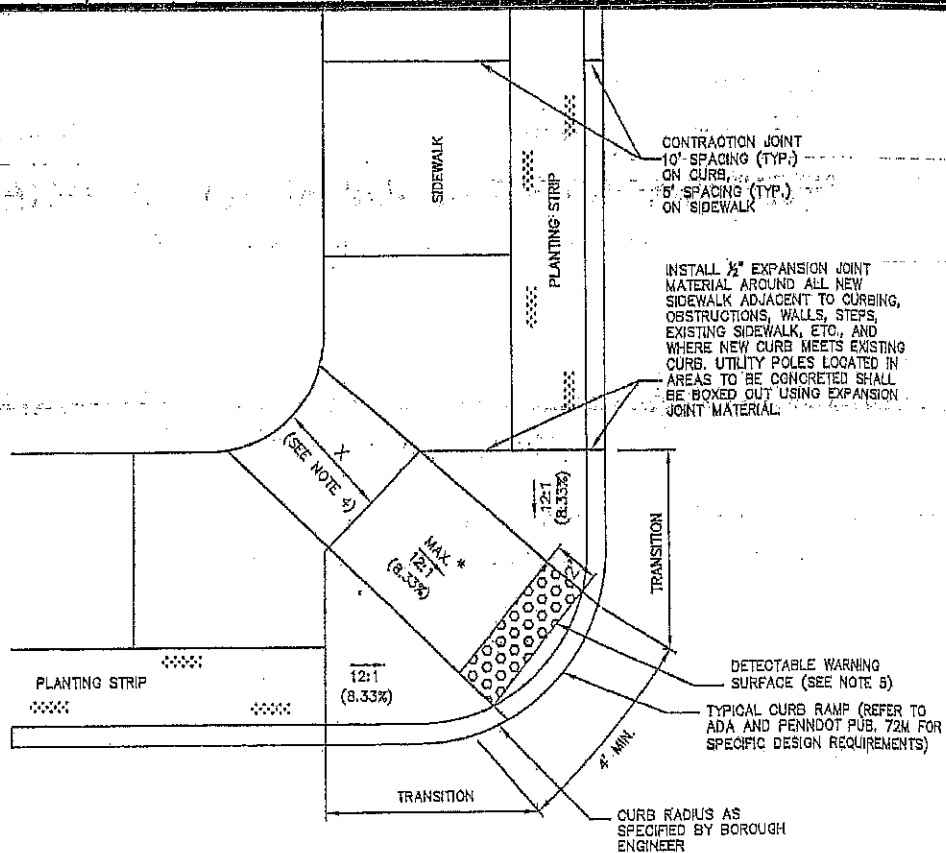 CONTRACTION JOINT
10' SPACING (TYP.)
ON CURB,
5' SPACING (TYP.)
ON SIDEWALK
SIDEWALK
PLANTING STRIP
INSTALL ½" EXPANSION JOINT
MATERIAL AROUND ALL NEW
SIDEWALK ADJACENT TO CURBING,
OBSTRUCTIONS, WALLS, STEPS,
EXISTING SIDEWALK, ETC., AND
WHERE NEW CURB MEETS EXISTING
CURB. UTILITY POLES LOCATED IN
AREAS TO BE CONCRETED SHALL
BE BOXED OUT USING EXPANSION
JOINT MATERIAL.
X
(SEE NOTE 4)
12:1
(8.33%)
MAX. *
12:1
(8.33%)
2'
TRANSITION
PLANTING STRIP
12:1
(8.33%)
DETECTABLE WARNING
SURFACE (SEE NOTE 5)
TYPICAL CURB RAMP (REFER TO
ADA AND PENNDOT PUB. 72M FOR
SPECIFIC DESIGN REQUIREMENTS)
4' MIN.
TRANSITION
CURB RADIUS AS
SPECIFIED BY BOROUGH
ENGINEER